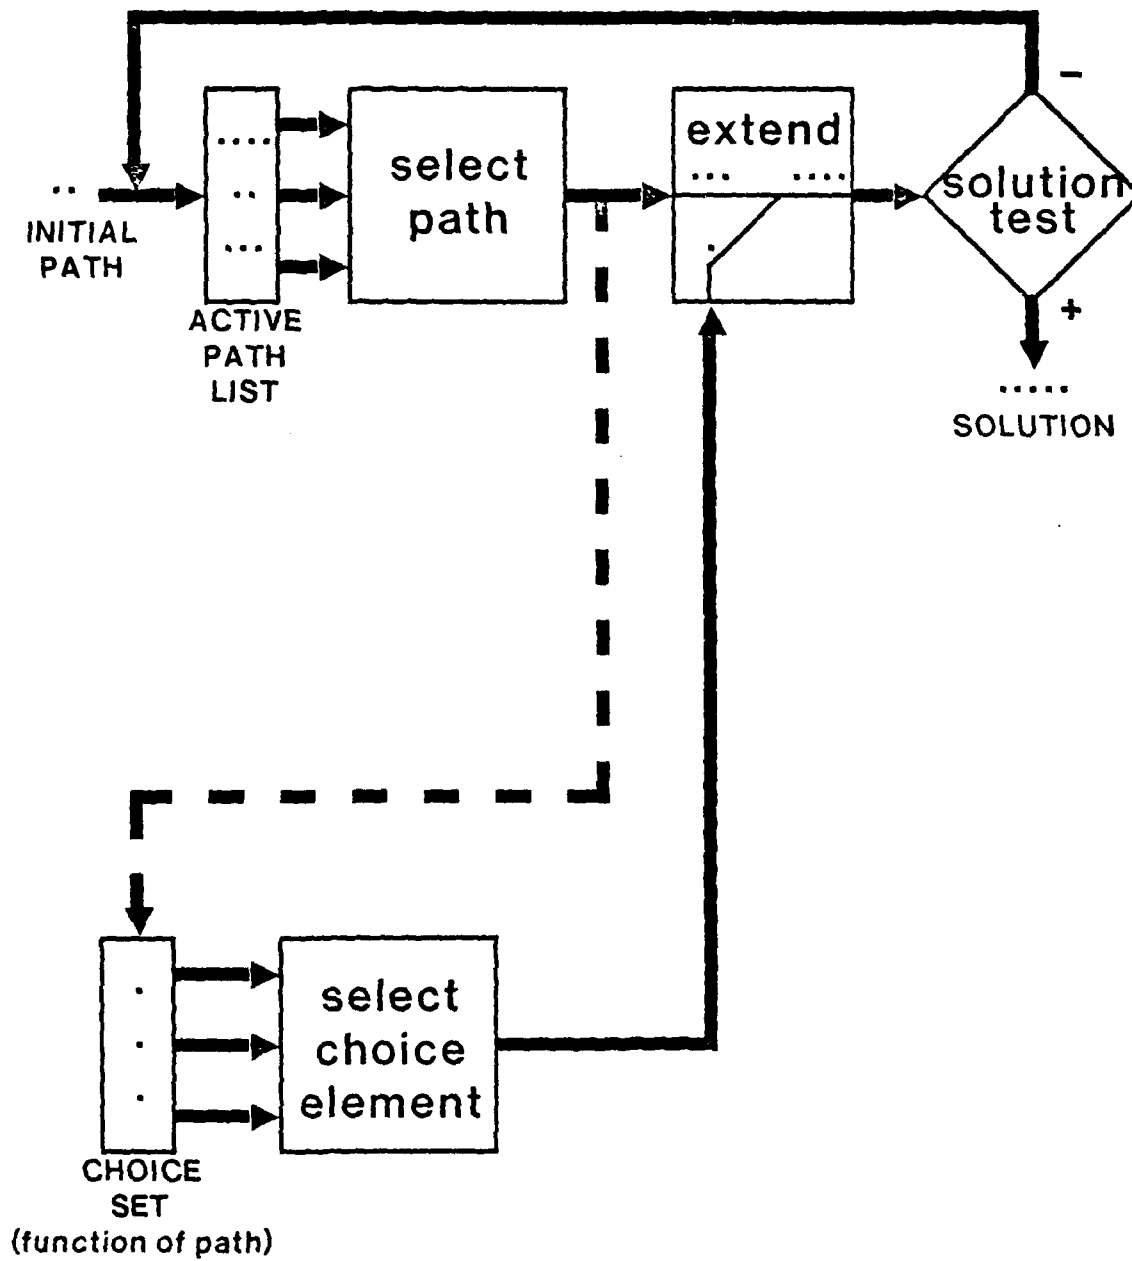 select
path
extend
solution
test
−
+
INITIAL
PATH
ACTIVE
PATH
LIST
SOLUTION
select
choice
element
CHOICE
SET
(function of path)